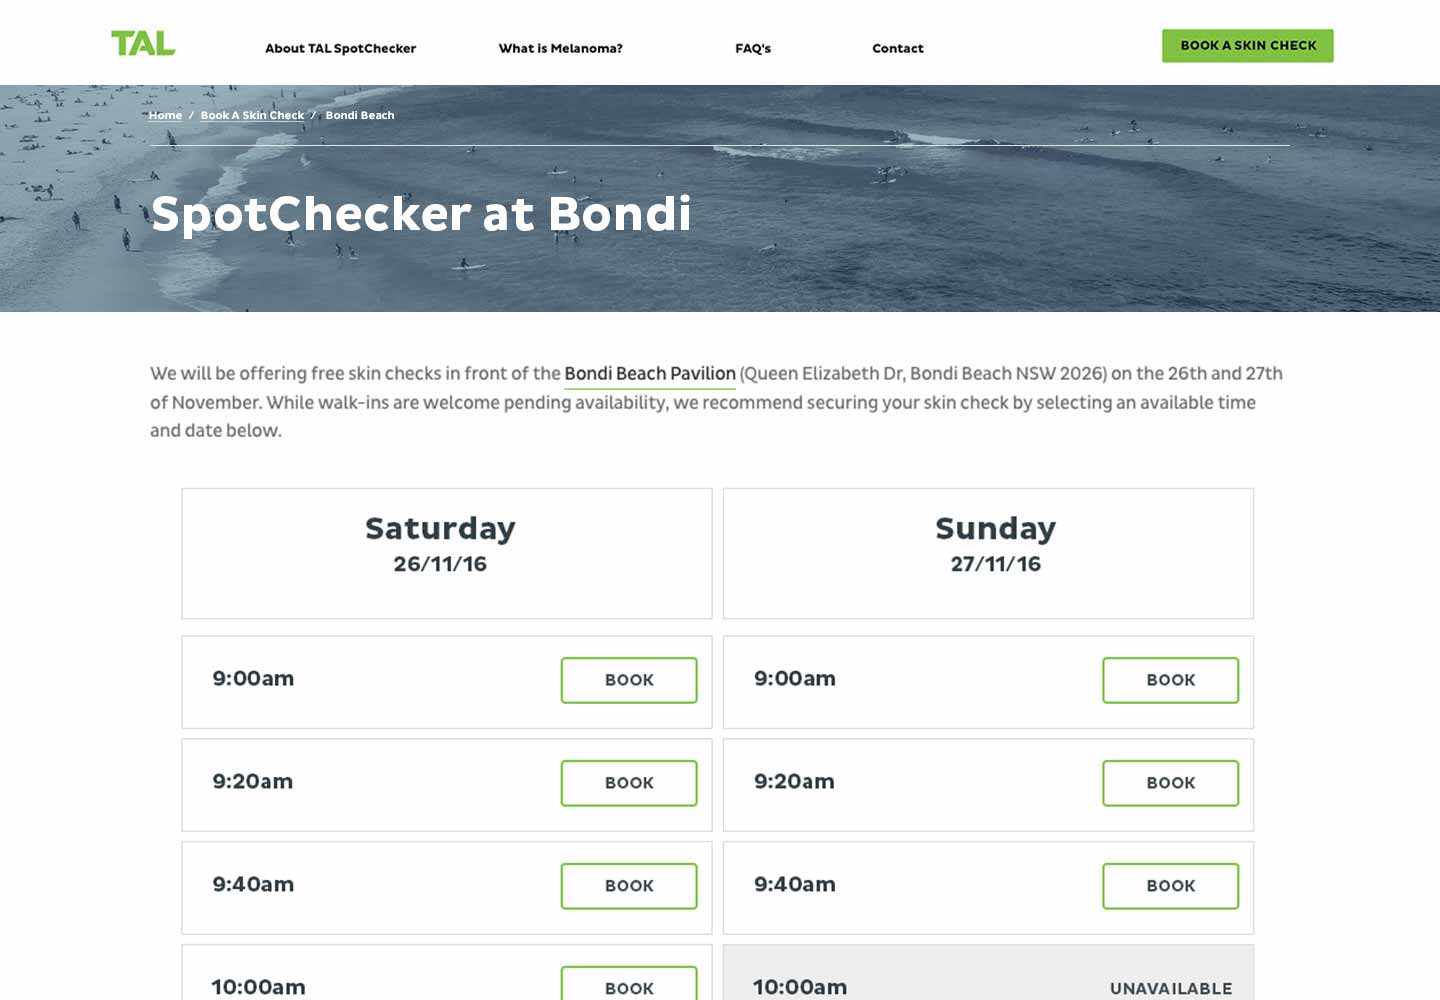 TAL
About TAL SpotChecker
What is Melanoma?
FAQ's
Contact
BOOK A SKIN CHECK
Home / Book A Skin Check / Bondi Beach
SpotChecker at Bondi
We will be offering free skin checks in front of the Bondi Beach Pavilion (Queen Elizabeth Dr, Bondi Beach NSW 2026) on the 26th and 27th
of November. While walk-ins are welcome pending availability, we recommend securing your skin check by selecting an available time
and date below.
Saturday
26/11/16
Sunday
27/11/16
9:00am BOOK
9:00am BOOK
9:20am BOOK
9:20am BOOK
9:40am BOOK
9:40am BOOK
10:00am BOOK
10:00am UNAVAILABLE